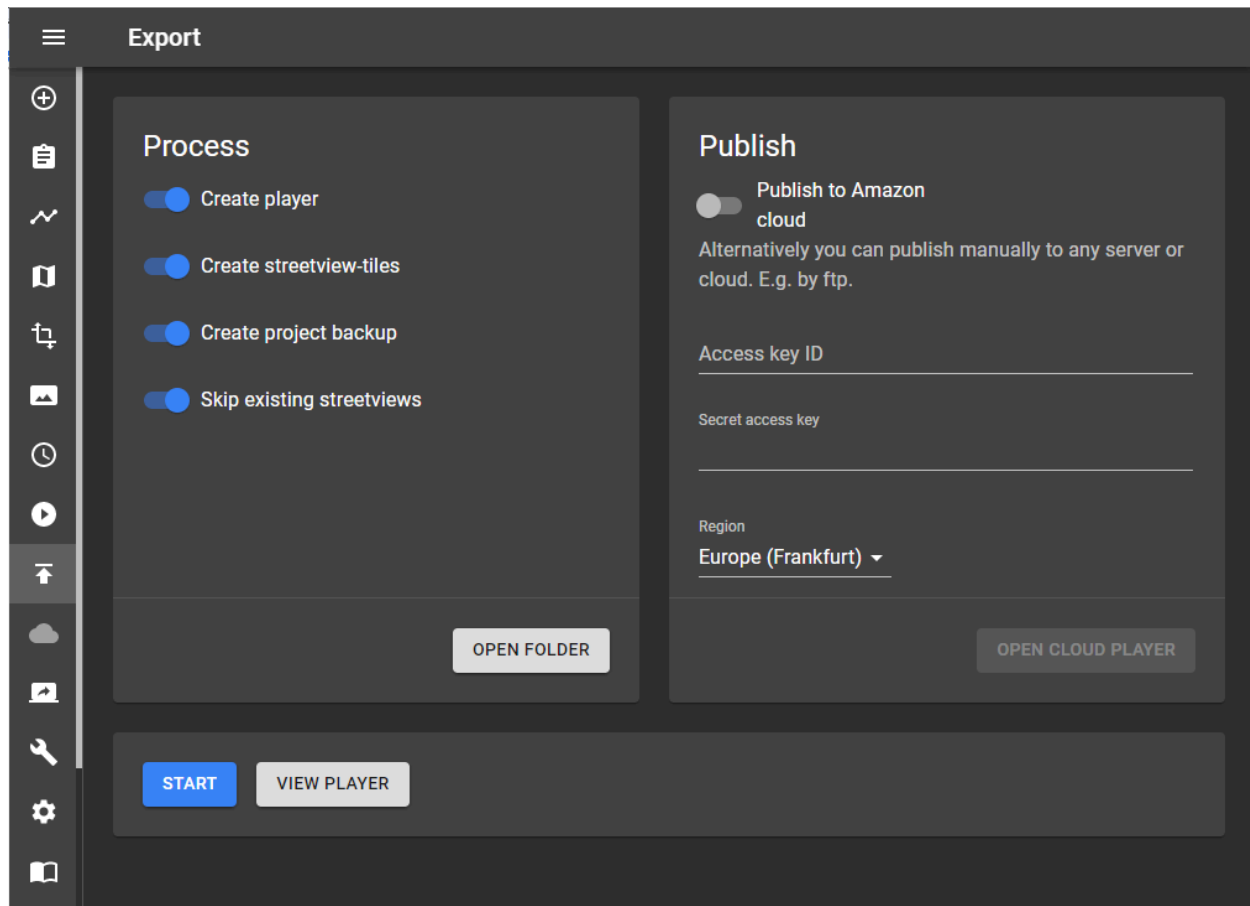 Export
Process
Create player
Create streetview-tiles
Create project backup
Skip existing streetviews
OPEN FOLDER
Publish
Publish to Amazon
cloud
Alternatively you can publish manually to any server or
cloud. E.g. by ftp.
Access key ID
Secret access key
Region
Europe (Frankfurt)
OPEN CLOUD PLAYER
START
VIEW PLAYER